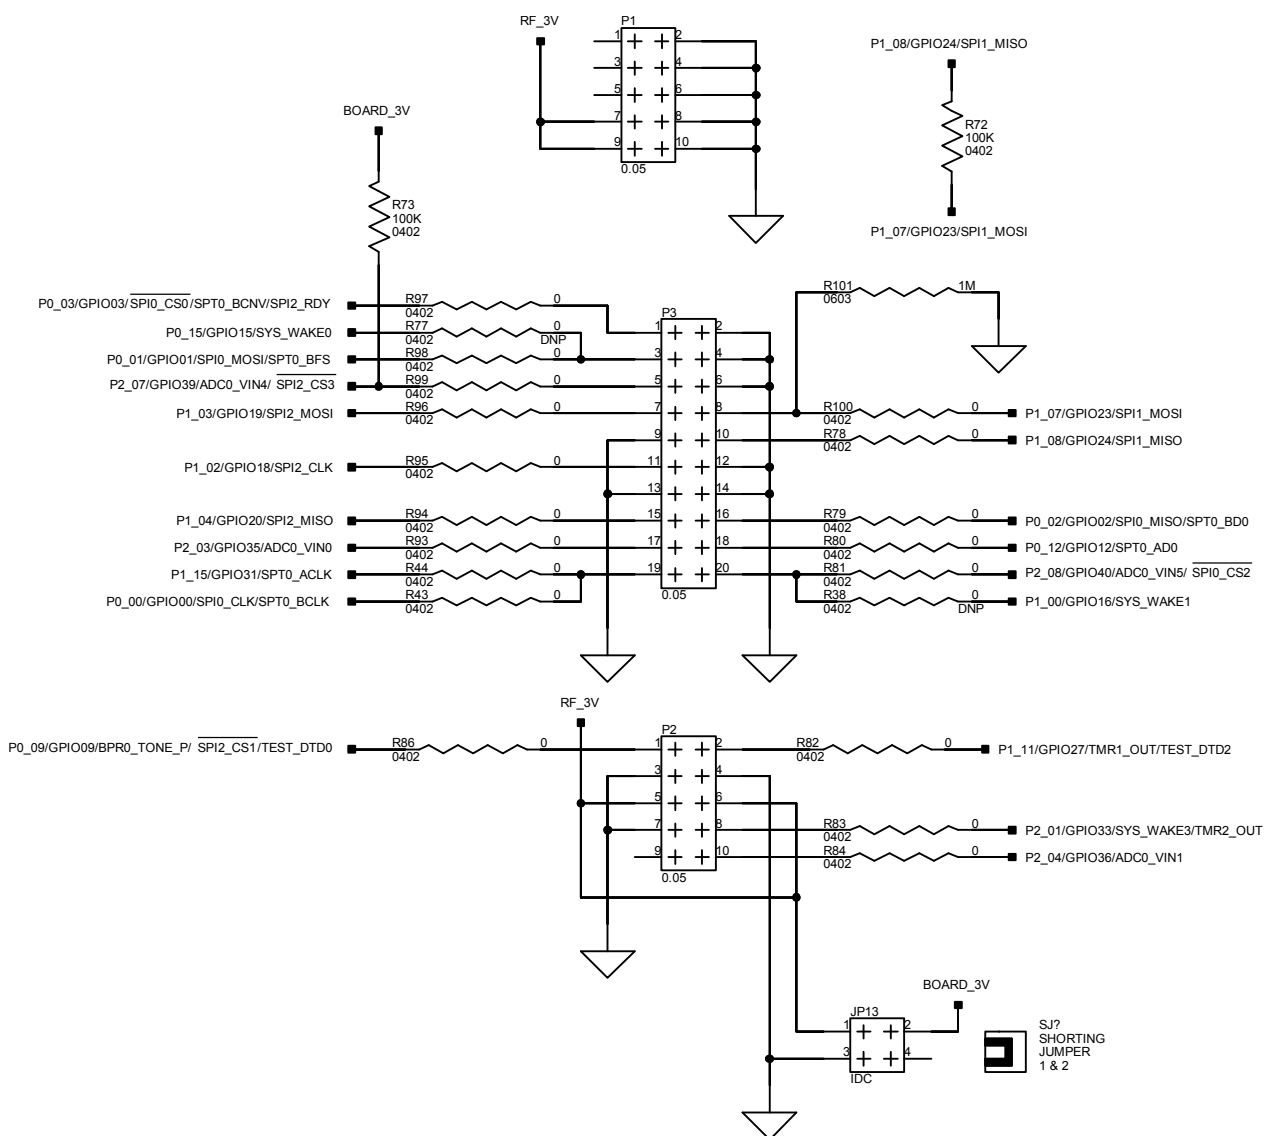 RF_3V
P1
1 2
3 4
5 6
7 8
9 10
0.05
P1_08/GPIO24/SPI1_MISO
R72
100K
0402
P1_07/GPIO23/SPI1_MOSI
BOARD_3V
R73
100K
0402
P0_03/GPIO03/SPI0_CS0/SPT0_BCNV/SPI2_RDY R97 0
0402
P0_15/GPIO15/SYS_WAKE0 R77 0
0402 DNP
P0_01/GPIO01/SPI0_MOSI/SPT0_BFS R98 0
0402
P2_07/GPIO39/ADC0_VIN4/ SPI2_CS3 R99 0
0402
P1_03/GPIO19/SPI2_MOSI R96 0
0402
P1_02/GPIO18/SPI2_CLK R95 0
0402
P1_04/GPIO20/SPI2_MISO R94 0
0402
P2_03/GPIO35/ADC0_VIN0 R93 0
0402
P1_15/GPIO31/SPT0_ACLK R44 0
0402
P0_00/GPIO00/SPI0_CLK/SPT0_BCLK R43 0
0402
P3
1 2
3 4
5 6
7 8
9 10
11 12
13 14
15 16
17 18
19 20
0.05
R101 1M
0603
R100 0 P1_07/GPIO23/SPI1_MOSI
0402
R78 0 P1_08/GPIO24/SPI1_MISO
0402
R79 0 P0_02/GPIO02/SPI0_MISO/SPT0_BD0
0402
R80 0 P0_12/GPIO12/SPT0_AD0
0402
R81 0 P2_08/GPIO40/ADC0_VIN5/ SPI0_CS2
0402
R38 0 P1_00/GPIO16/SYS_WAKE1
0402 DNP
RF_3V
P0_09/GPIO09/BPR0_TONE_P/ SPI2_CS1/TEST_DTD0 R86 0
0402
P2
1 2
3 4
5 6
7 8
9 10
0.05
R82 0 P1_11/GPIO27/TMR1_OUT/TEST_DTD2
0402
R83 0 P2_01/GPIO33/SYS_WAKE3/TMR2_OUT
0402
R84 0 P2_04/GPIO36/ADC0_VIN1
0402
BOARD_3V
JP13
1 2
3 4
IDC
SJ?
SHORTING
JUMPER
1 & 2